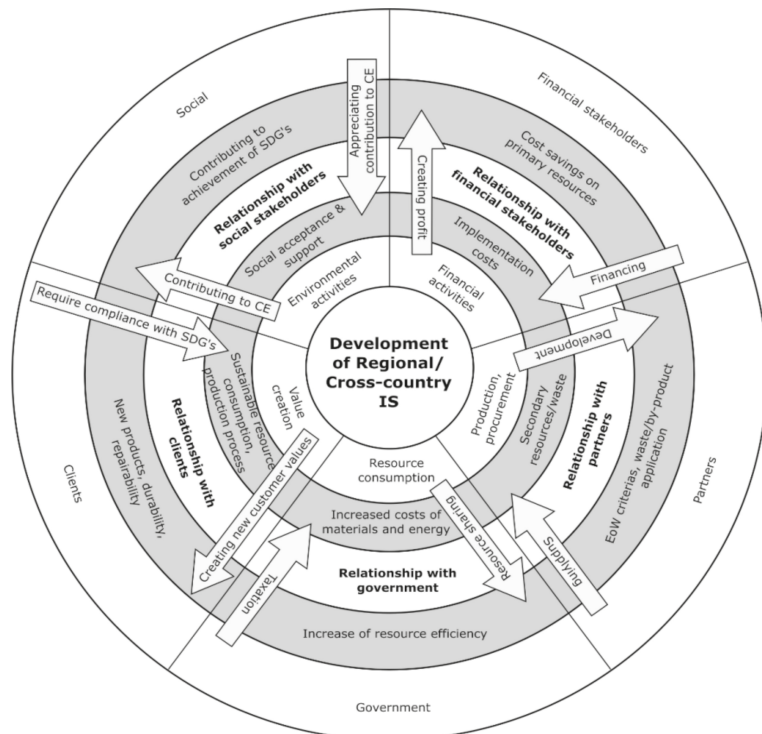 Social
Financial stakeholders
Contributing to
achievement of SDG's
Appreciating
contribution to CE
Cost savings on
primary resources
Relationship with
social stakeholders
Creating profit
Relationship with
financial stakeholders
Social acceptance &
support
Implementation
costs
Environmental
activities
Financial
activities
Contributing to CE
Financing
Require compliance with SDG's
Development
Development
of Regional/
Cross-country
IS
Sustainable resource
consumption,
production process
Value
creation
Production,
procurement
Secondary
resources/waste
New products, durability,
repairability
Relationship with
clients
Relationship with
partners
EoW criterias, waste/by-product
application
Clients
Partners
Resource
consumption
Creating new customer values
Increased costs of
materials and energy
Resource sharing
Supplying
Taxation
Relationship with
government
Increase of resource efficiency
Government